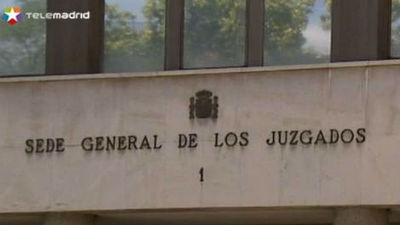 Telemadrid
SEDE GENERAL DE LOS JUZGADOS
1